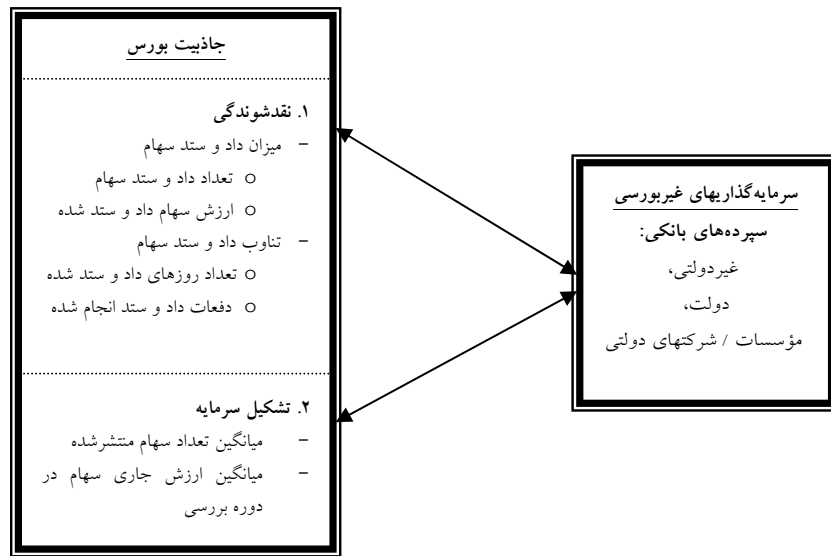 جاذبیت بورس
۱. نقدشوندگی
– میزان داد و ستد سهام
o تعداد داد و ستد سهام
o ارزش سهام داد و ستد شده
– تناوب داد و ستد سهام
o تعداد روزهای داد و ستد شده
o دفعات داد و ستد انجام شده
۲. تشکیل سرمایه
– میانگین تعداد سهام منتشرشده
– میانگین ارزش جاری سهام در
دوره بررسی
سرمایه‌گذاریهای غیربورسی
سپرده‌های بانکی:
غیردولتی،
دولت،
مؤسسات / شرکتهای دولتی